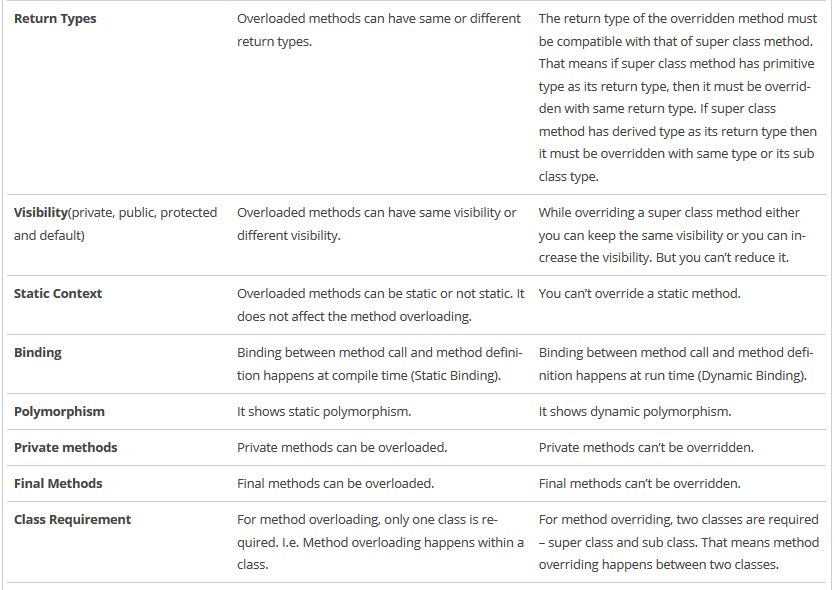 Return Types
Overloaded methods can have same or different
return types.
The return type of the overridden method must
be compatible with that of super class method.
That means if super class method has primitive
type as its return type, then it must be overrid-
den with same return type. If super class
method has derived type as its return type then
it must be overridden with same type or its sub
class type.
Visibility(private, public, protected
and default)
Overloaded methods can have same visibility or
different visibility.
While overriding a super class method either
you can keep the same visibility or you can in-
crease the visibility. But you can’t reduce it.
Static Context
Overloaded methods can be static or not static. It
does not affect the method overloading.
You can’t override a static method.
Binding
Binding between method call and method defini-
tion happens at compile time (Static Binding).
Binding between method call and method defi-
nition happens at run time (Dynamic Binding).
Polymorphism
It shows static polymorphism.
It shows dynamic polymorphism.
Private methods
Private methods can be overloaded.
Private methods can’t be overridden.
Final Methods
Final methods can be overloaded.
Final methods can’t be overridden.
Class Requirement
For method overloading, only one class is re-
quired. I.e. Method overloading happens within a
class.
For method overriding, two classes are required
– super class and sub class. That means method
overriding happens between two classes.